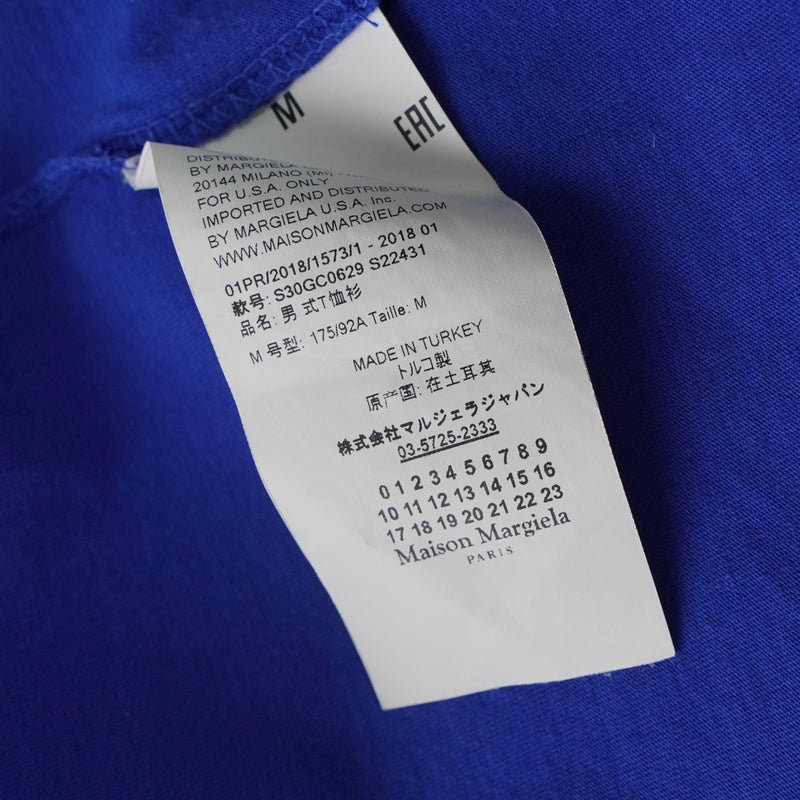 M
EAC
BY MARGIELA
20144 MILANO (MI)
FOR U.S.A. ONLY
IMPORTED AND DISTRIBUTED
BY MARGIELA U.S.A. Inc.
WWW.MAISONMARGIELA.COM
01PR/2018/1573/1 - 2018 01
款号: S30GC0629 S22431
品名: 男 式T恤衫
M 号型: 175/92A Taille: M
MADE IN TURKEY
トルコ製
原产国: 在土耳其
株式会社マルジェラジャパン
03-5725-2333
0 1 2 3 4 5 6 7 8 9
10 11 12 13 14 15 16
17 18 19 20 21 22 23
Maison Margiela
PARIS